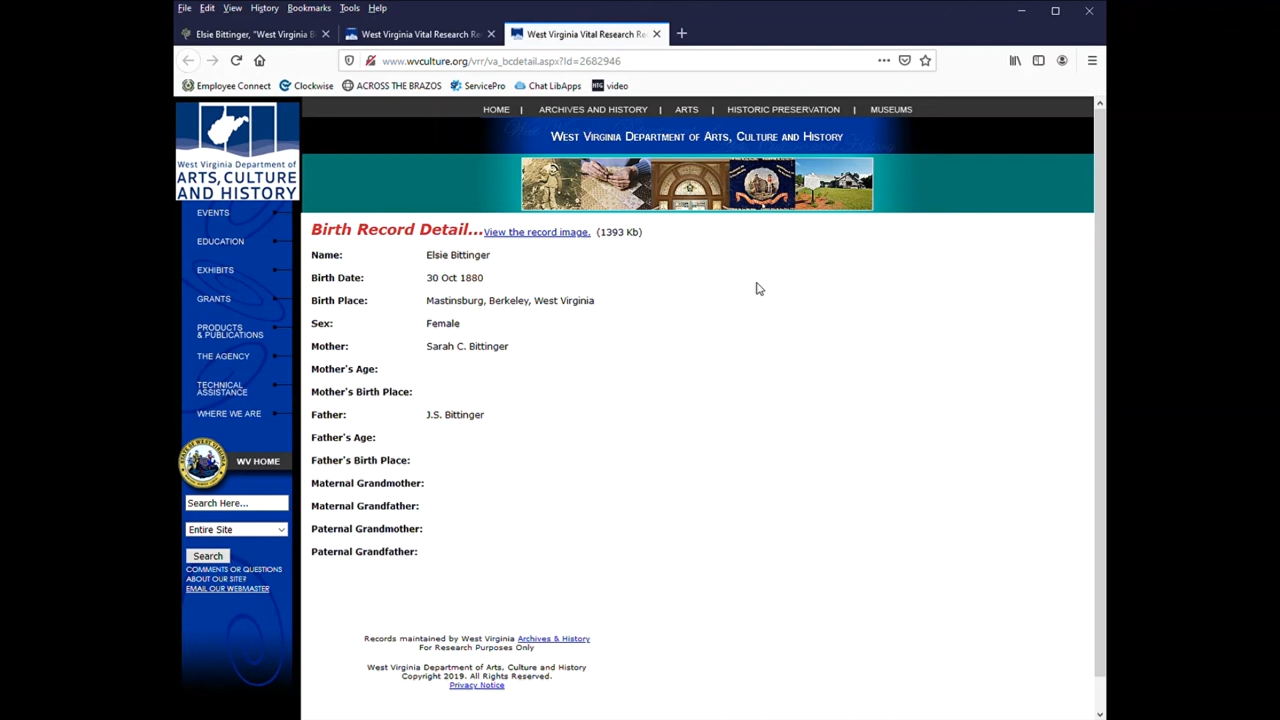 File Edit View History Bookmarks Tools Help
Elsie Bittinger, "West Virginia B
West Virginia Vital Research Re
West Virginia Vital Research Re
www.wvculture.org/vrr/va_bcdetail.aspx?Id=2682946
Employee Connect Clockwise ACROSS THE BRAZOS ServicePro Chat LibApps video
HOME | ARCHIVES AND HISTORY | ARTS | HISTORIC PRESERVATION | MUSEUMS
WEST VIRGINIA DEPARTMENT OF ARTS, CULTURE AND HISTORY
West Virginia Department of
ARTS, CULTURE
AND HISTORY
EVENTS
EDUCATION
EXHIBITS
GRANTS
PRODUCTS
& PUBLICATIONS
THE AGENCY
TECHNICAL
ASSISTANCE
WHERE WE ARE
WV HOME
Search Here...
Entire Site
Search
COMMENTS OR QUESTIONS
ABOUT OUR SITE?
EMAIL OUR WEBMASTER
Birth Record Detail...View the record image. (1393 Kb)
Name: Elsie Bittinger
Birth Date: 30 Oct 1880
Birth Place: Mastinsburg, Berkeley, West Virginia
Sex: Female
Mother: Sarah C. Bittinger
Mother's Age:
Mother's Birth Place:
Father: J.S. Bittinger
Father's Age:
Father's Birth Place:
Maternal Grandmother:
Maternal Grandfather:
Paternal Grandmother:
Paternal Grandfather:
Records maintained by West Virginia Archives & History
For Research Purposes Only
West Virginia Department of Arts, Culture and History
Copyright 2019. All Rights Reserved.
Privacy Notice